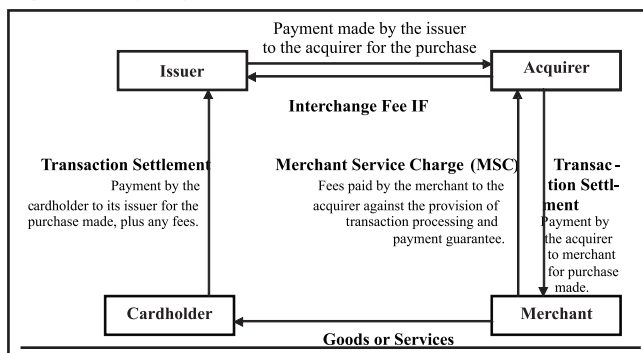 Payment made by the issuer
to the acquirer for the purchase
Issuer
Acquirer
Interchange Fee IF
Transaction Settlement
Payment by the
cardholder to its issuer for the
purchase made, plus any fees.
Merchant Service Charge (MSC)
Fees paid by the merchant to the
acquirer against the provision of
transaction processing and
payment guarantee.
Transac-
tion Settl-
ment
Payment by
the acquirer
to merchant
for purchase
made.
Cardholder
Merchant
Goods or Services